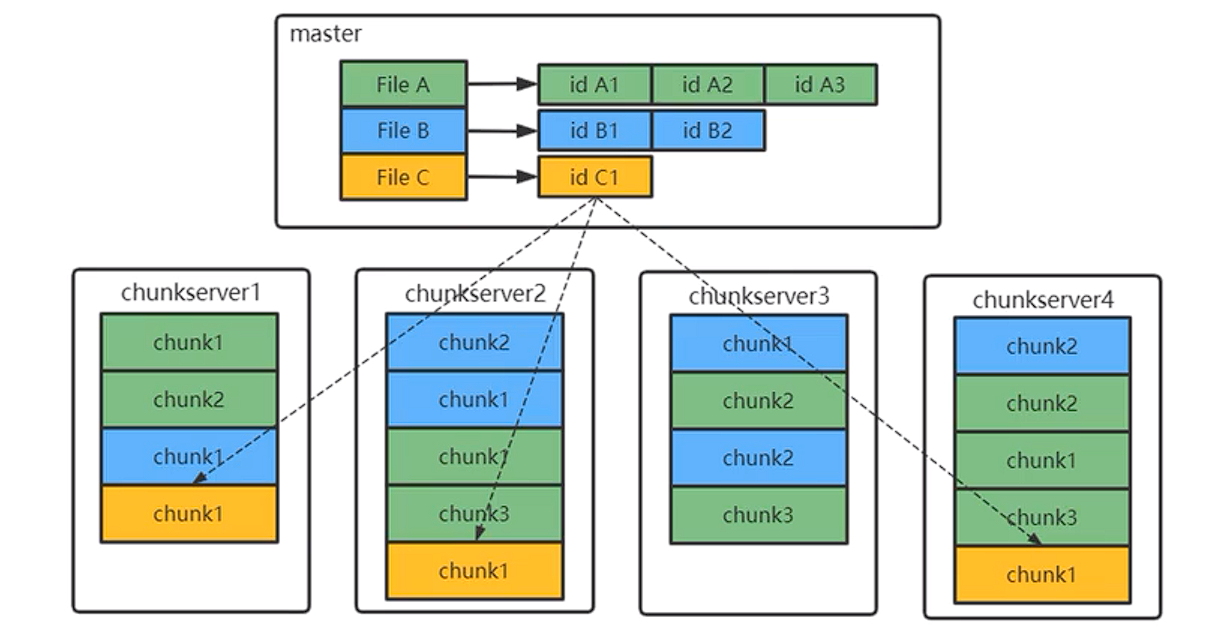 master
File A
id A1
id A2
id A3
File B
id B1
id B2
File C
id C1
chunkserver1
chunk1
chunk2
chunk1
chunk1
chunkserver2
chunk2
chunk1
chunk1
chunk3
chunk1
chunkserver3
chunk1
chunk2
chunk2
chunk3
chunkserver4
chunk2
chunk2
chunk1
chunk3
chunk1